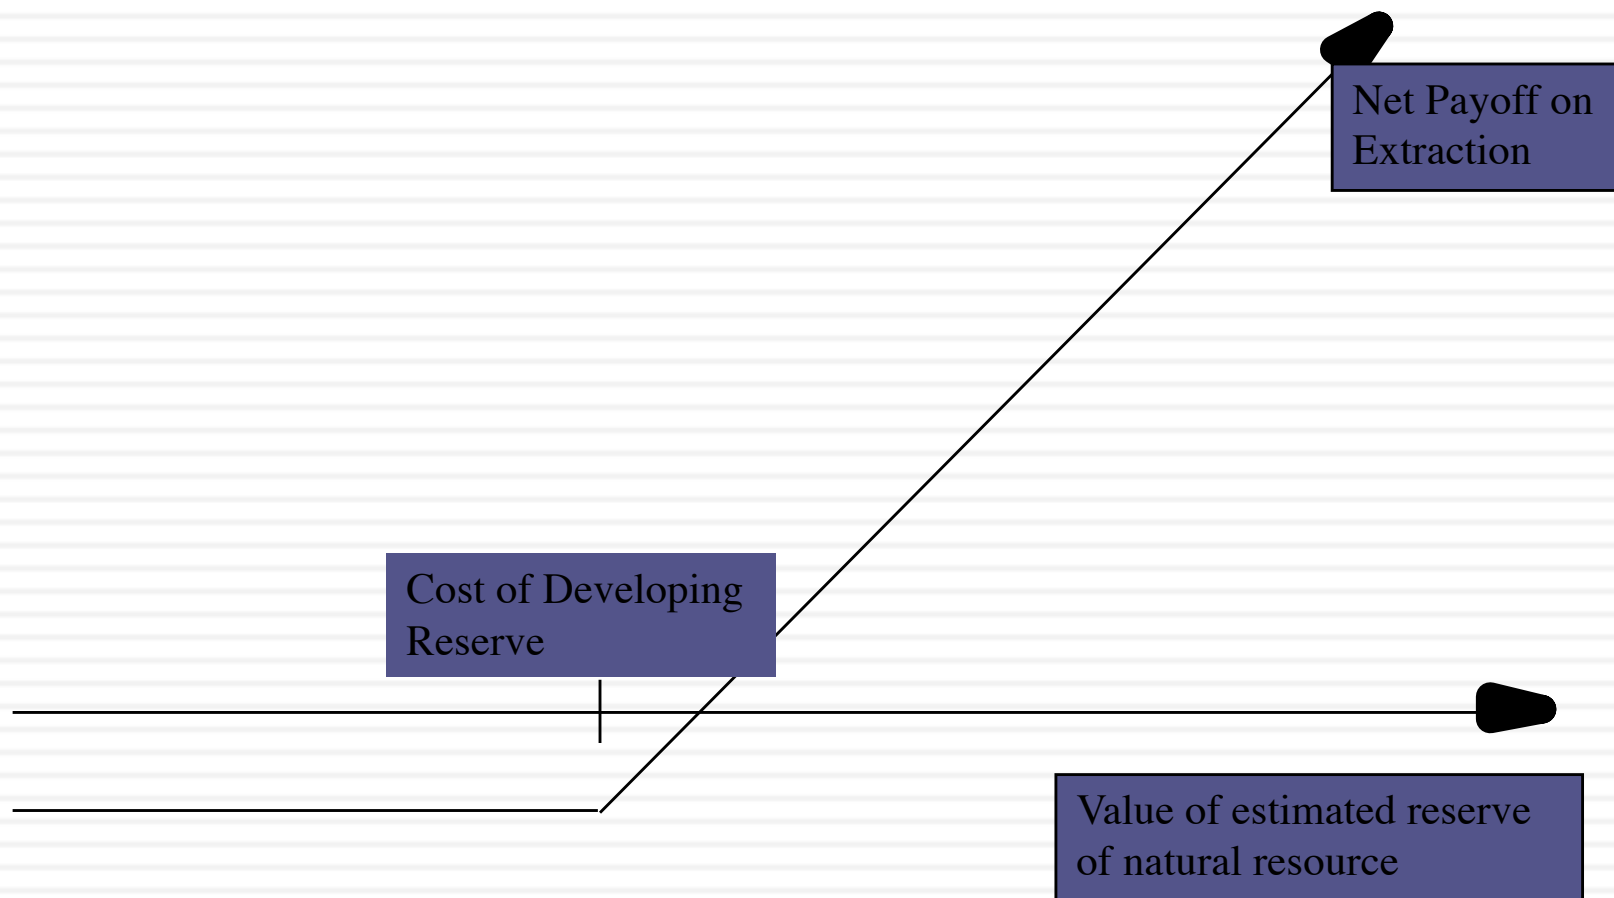 Net Payoff on
Extraction
Cost of Developing
Reserve
Value of estimated reserve
of natural resource